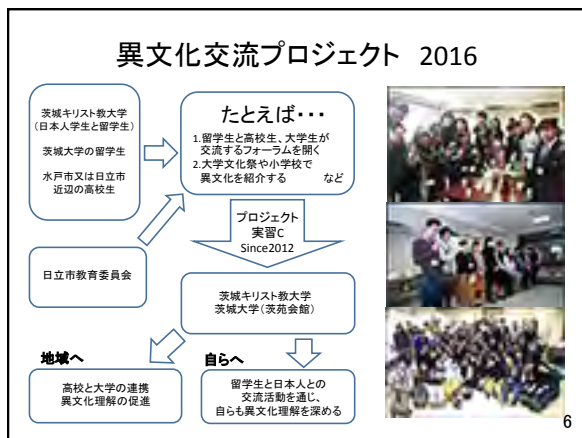 異文化交流プロジェクト 2016
茨城キリスト教大学
(日本人学生と留学生)
茨城大学の留学生
水戸市又は日立市
近辺の高校生
たとえば・・・
1.留学生と高校生、大学生が
交流するフォーラムを開く
2.大学文化祭や小学校で
異文化を紹介する など
プロジェクト
実習C
Since2012
日立市教育委員会
茨城キリスト教大学
茨城大学(茨苑会館)
地域へ
自らへ
高校と大学の連携
異文化理解の促進
留学生と日本人との
交流活動を通じ、
自らも異文化理解を深める
6